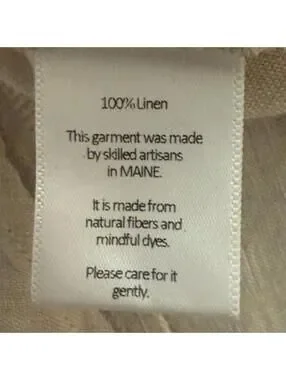 100% Linen
This garment was made
by skilled artisans
in MAINE.
It is made from
natural fibers and
mindful dyes.
Please care for it
gently.